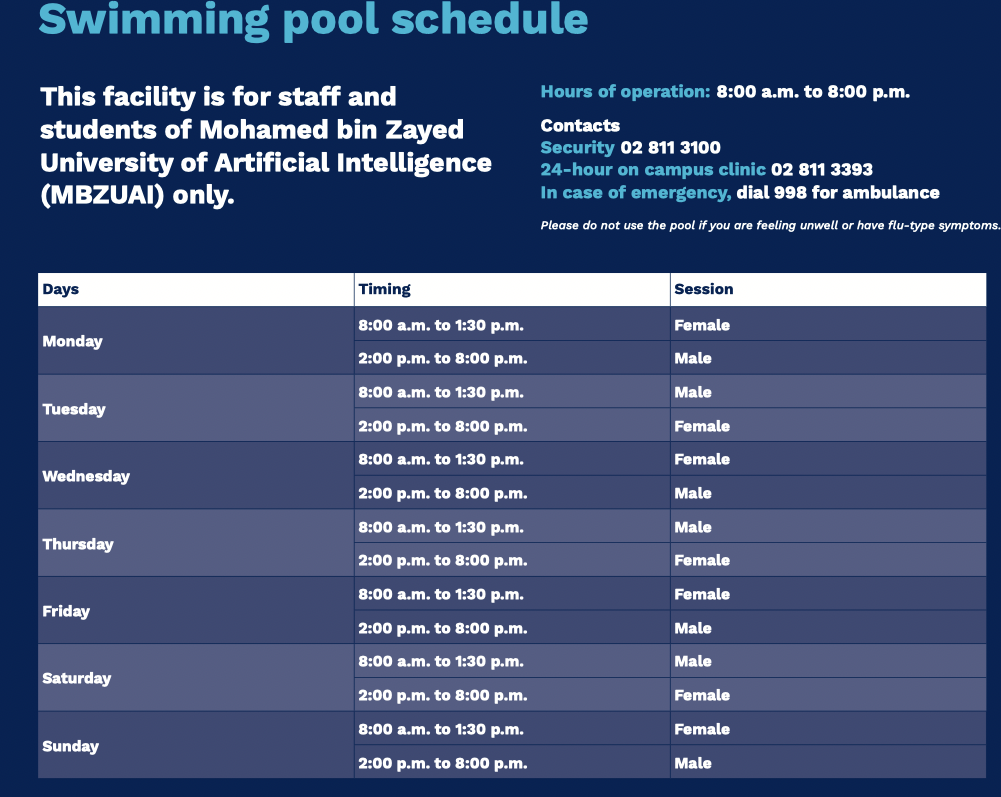 Swimming pool schedule
This facility is for staff and
students of Mohamed bin Zayed
University of Artificial Intelligence
(MBZUAI) only.
Hours of operation: 8:00 a.m. to 8:00 p.m.
Contacts
Security 02 811 3100
24-hour on campus clinic 02 811 3393
In case of emergency, dial 998 for ambulance
Please do not use the pool if you are feeling unwell or have flu-type symptoms.
Days Timing Session
Monday
8:00 a.m. to 1:30 p.m. Female
2:00 p.m. to 8:00 p.m. Male
Tuesday
8:00 a.m. to 1:30 p.m. Male
2:00 p.m. to 8:00 p.m. Female
Wednesday
8:00 a.m. to 1:30 p.m. Female
2:00 p.m. to 8:00 p.m. Male
Thursday
8:00 a.m. to 1:30 p.m. Male
2:00 p.m. to 8:00 p.m. Female
Friday
8:00 a.m. to 1:30 p.m. Female
2:00 p.m. to 8:00 p.m. Male
Saturday
8:00 a.m. to 1:30 p.m. Male
2:00 p.m. to 8:00 p.m. Female
Sunday
8:00 a.m. to 1:30 p.m. Female
2:00 p.m. to 8:00 p.m. Male